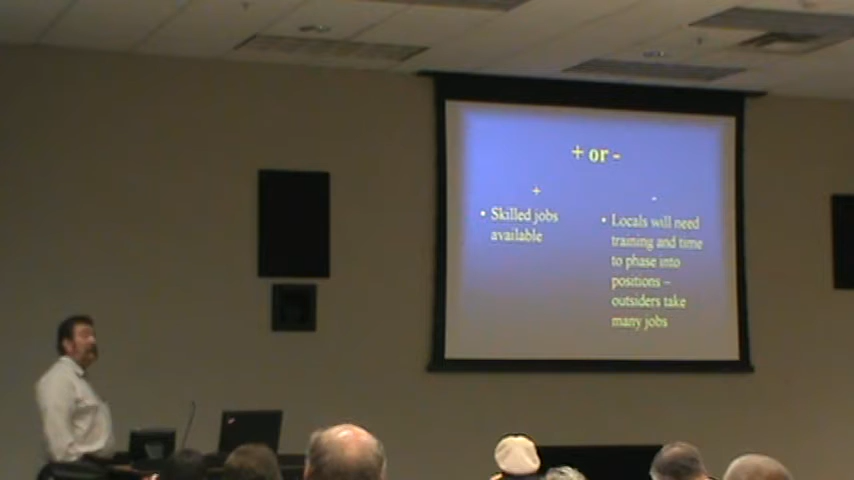 + or -
+
• Skilled jobs
available
-
• Locals will need
training and time
to phase into
positions –
outsiders take
many jobs